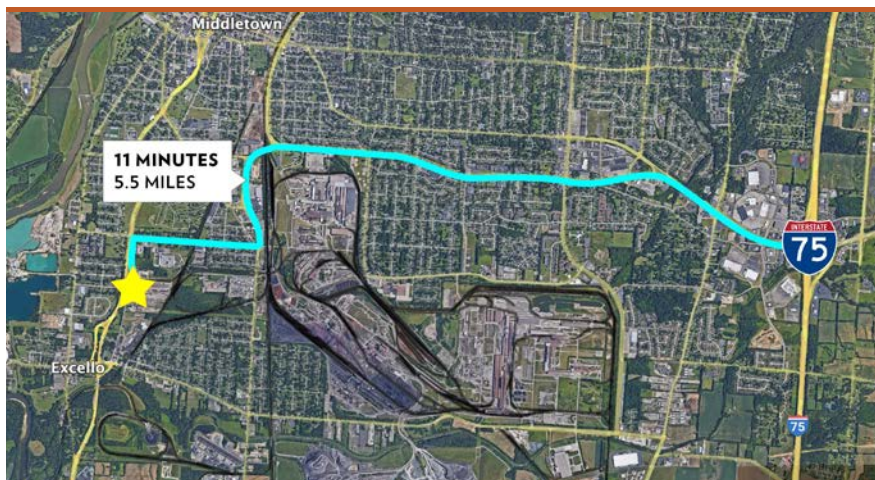 Middletown
11 MINUTES
5.5 MILES
INTERSTATE
75
Excello
75